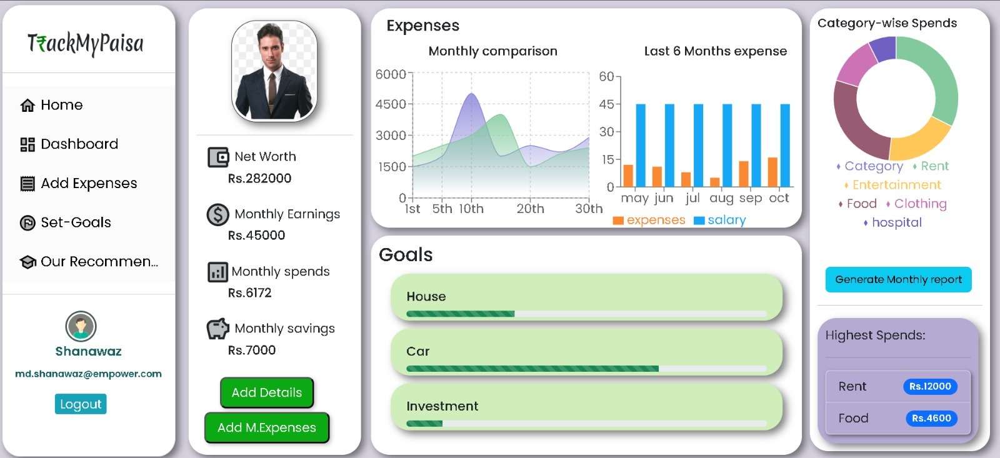 T₹ackMyPaisa
Home
Dashboard
Add Expenses
Set-Goals
Our Recommen...
Shanawaz
md.shanawaz@empower.com
Logout
Net Worth
Rs.282000
Monthly Earnings
Rs.45000
Monthly spends
Rs.6172
Monthly savings
Rs.7000
Add Details
Add M.Expenses
Expenses
Monthly comparison
6000
4500
3000
1500
0
1st 5th 10th 20th 30th
Last 6 Months expense
60
45
30
15
0
may jun jul aug sep oct
expenses salary
Goals
House
Car
Investment
Category-wise Spends
Category Rent
Entertainment
Food Clothing
hospital
Generate Monthly report
Highest Spends:
Rent Rs.12000
Food Rs.4600